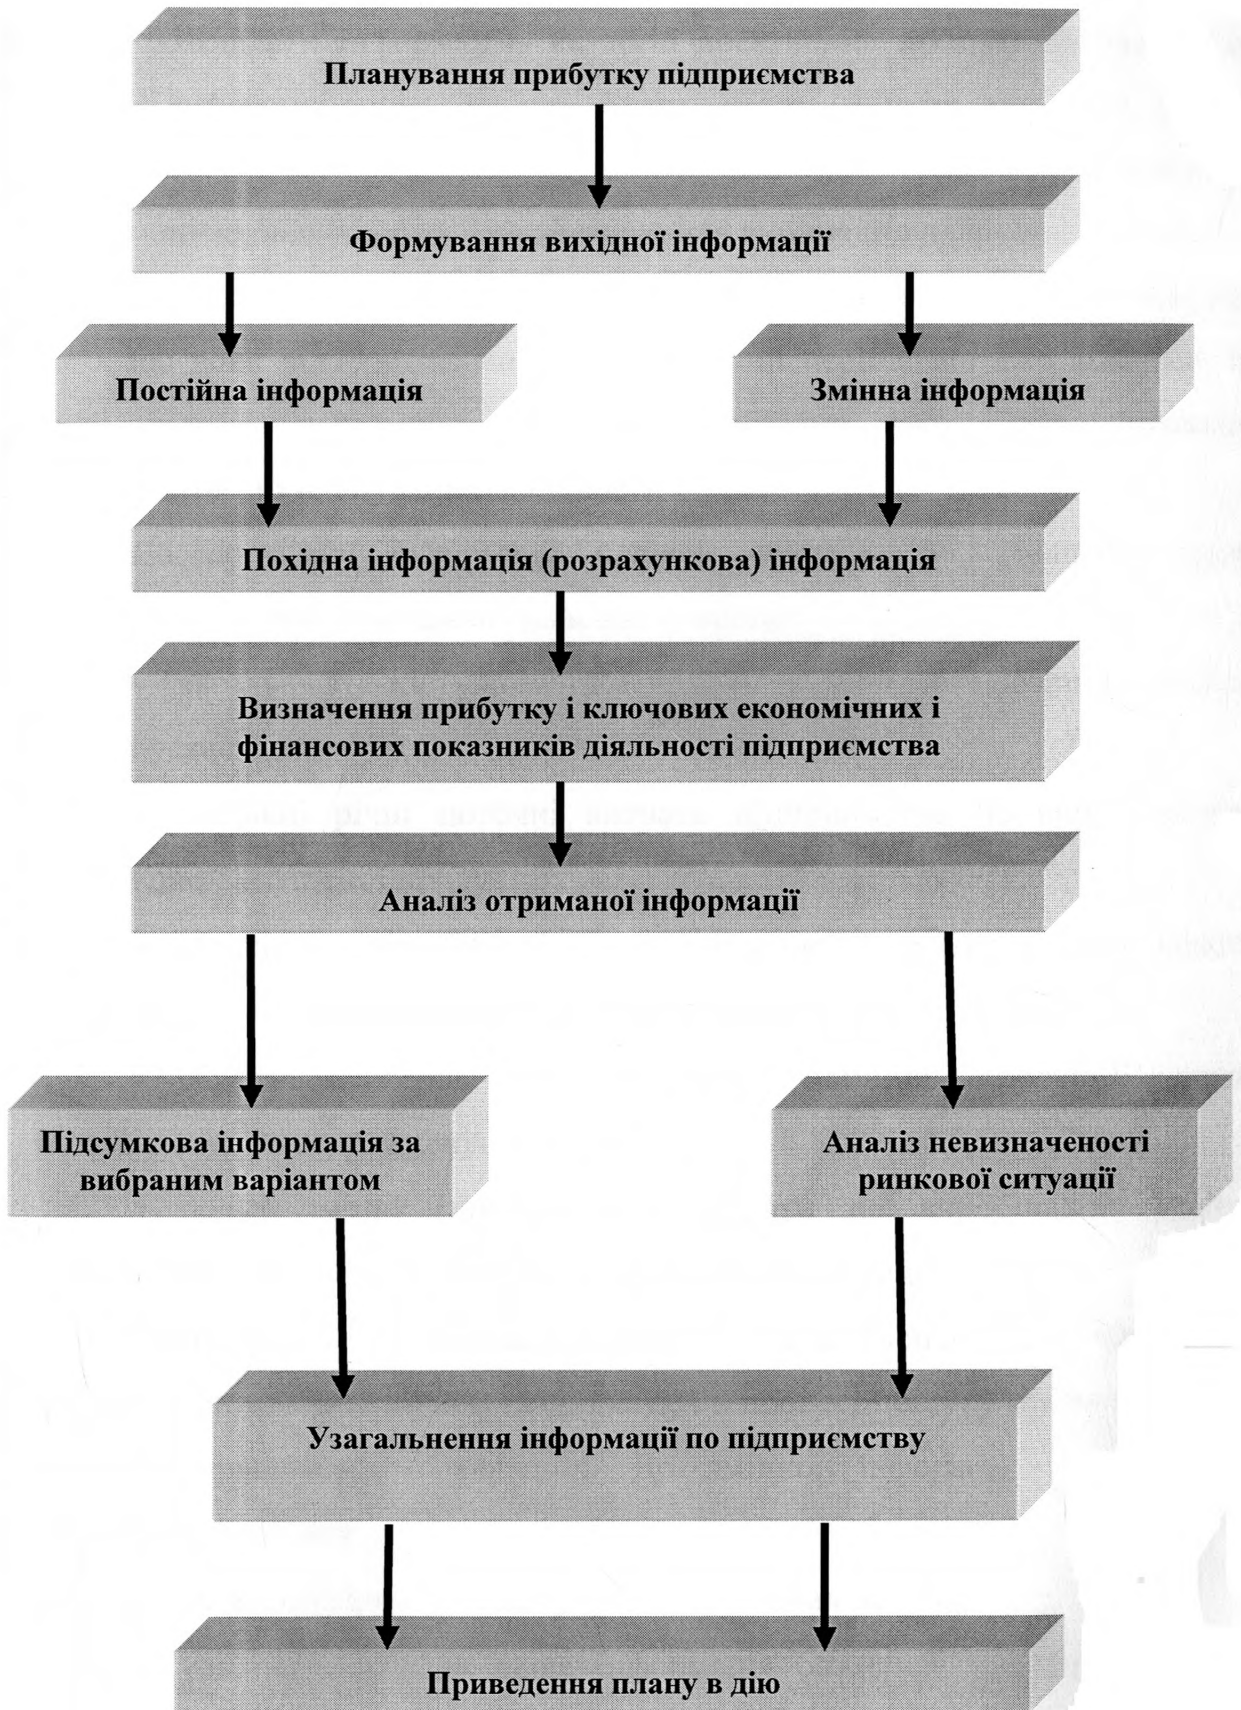 Планування прибутку підприємства
Формування вихідної інформації
Постійна інформація
Змінна інформація
Похідна інформація (розрахункова) інформація
Визначення прибутку і ключових економічних і
фінансових показників діяльності підприємства
Аналіз отриманої інформації
Підсумкова інформація за
вибраним варіантом
Аналіз невизначеності
ринкової ситуації
Узагальнення інформації по підприємству
Приведення плану в дію